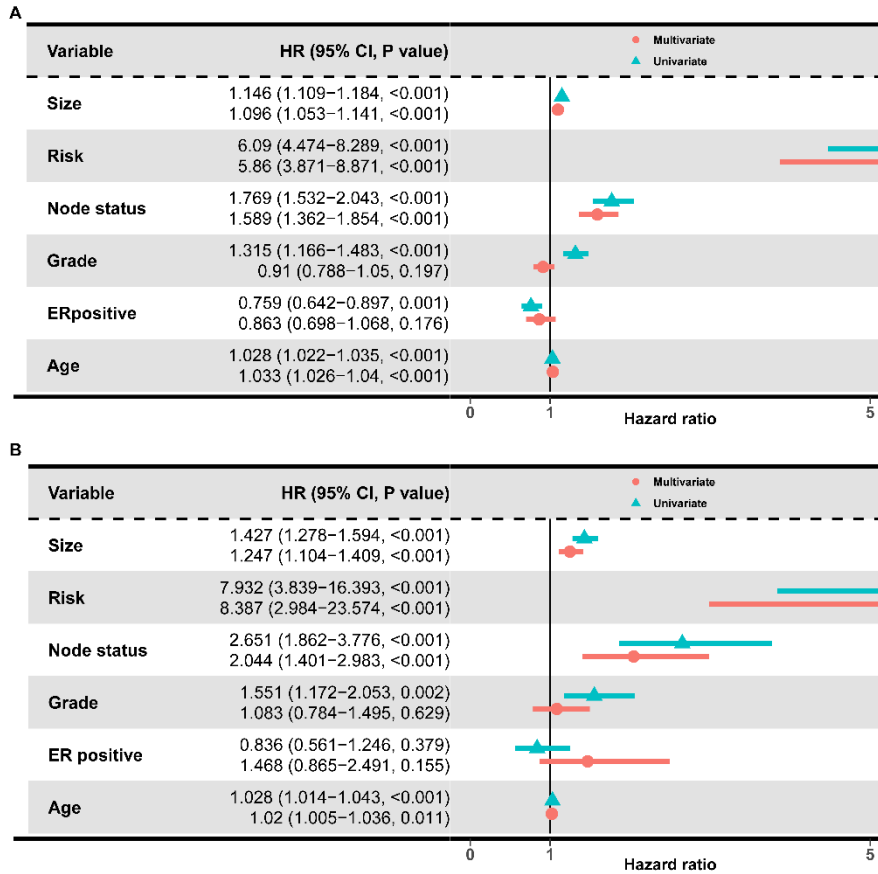 A
Variable HR (95% CI, P value) Multivariate
Univariate
Size 1.146 (1.109−1.184, <0.001)
1.096 (1.053−1.141, <0.001)
Risk 6.09 (4.474−8.289, <0.001)
5.86 (3.871−8.871, <0.001)
Node status 1.769 (1.532−2.043, <0.001)
1.589 (1.362−1.854, <0.001)
Grade 1.315 (1.166−1.483, <0.001)
0.91 (0.788−1.05, 0.197)
ERpositive 0.759 (0.642−0.897, 0.001)
0.863 (0.698−1.068, 0.176)
Age 1.028 (1.022−1.035, <0.001)
1.033 (1.026−1.04, <0.001)
0 1 5
Hazard ratio
B
Variable HR (95% CI, P value) Multivariate
Univariate
Size 1.427 (1.278−1.594, <0.001)
1.247 (1.104−1.409, <0.001)
Risk 7.932 (3.839−16.393, <0.001)
8.387 (2.984−23.574, <0.001)
Node status 2.651 (1.862−3.776, <0.001)
2.044 (1.401−2.983, <0.001)
Grade 1.551 (1.172−2.053, 0.002)
1.083 (0.784−1.495, 0.629)
ER positive 0.836 (0.561−1.246, 0.379)
1.468 (0.865−2.491, 0.155)
Age 1.028 (1.014−1.043, <0.001)
1.02 (1.005−1.036, 0.011)
0 1 5
Hazard ratio